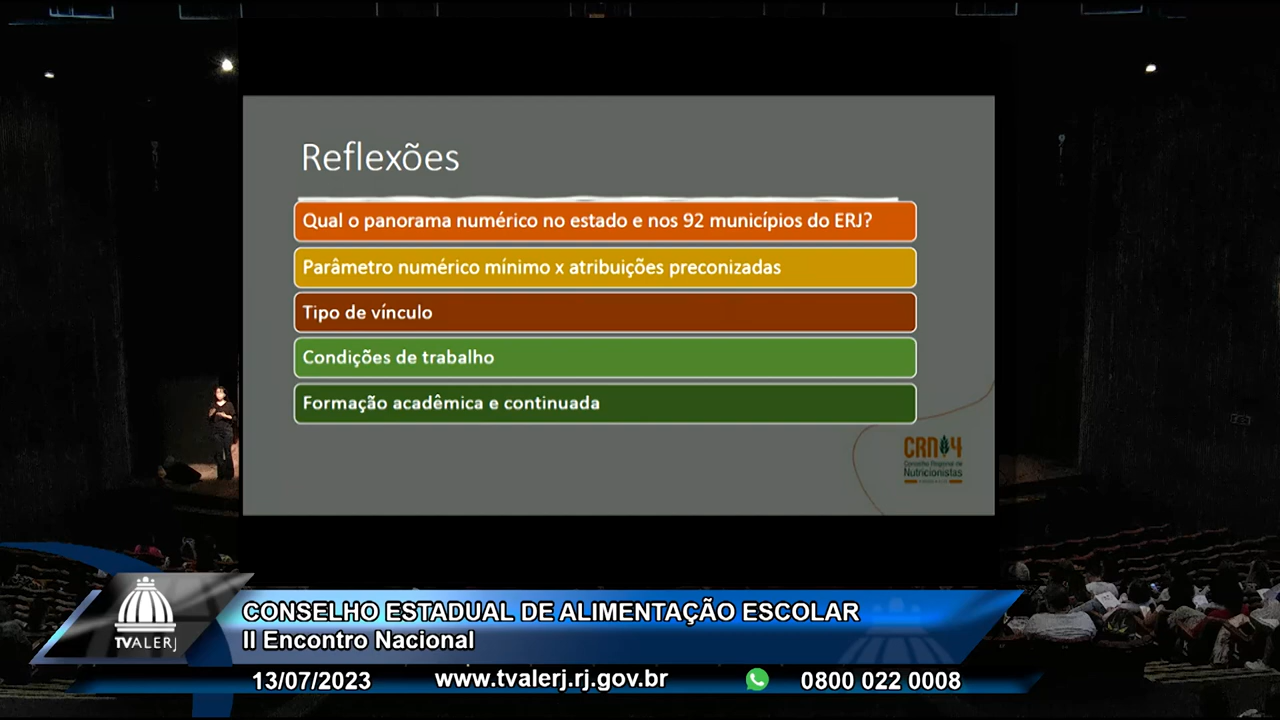 Reflexões
Qual o panorama numérico no estado e nos 92 municípios do ERJ?
Parâmetro numérico mínimo x atribuições preconizadas
Tipo de vínculo
Condições de trabalho
Formação acadêmica e continuada
CRN4
Conselho Regional de
Nutricionistas
TVALERJ
CONSELHO ESTADUAL DE ALIMENTAÇÃO ESCOLAR
II Encontro Nacional
13/07/2023 www.tvalerj.rj.gov.br 0800 022 0008